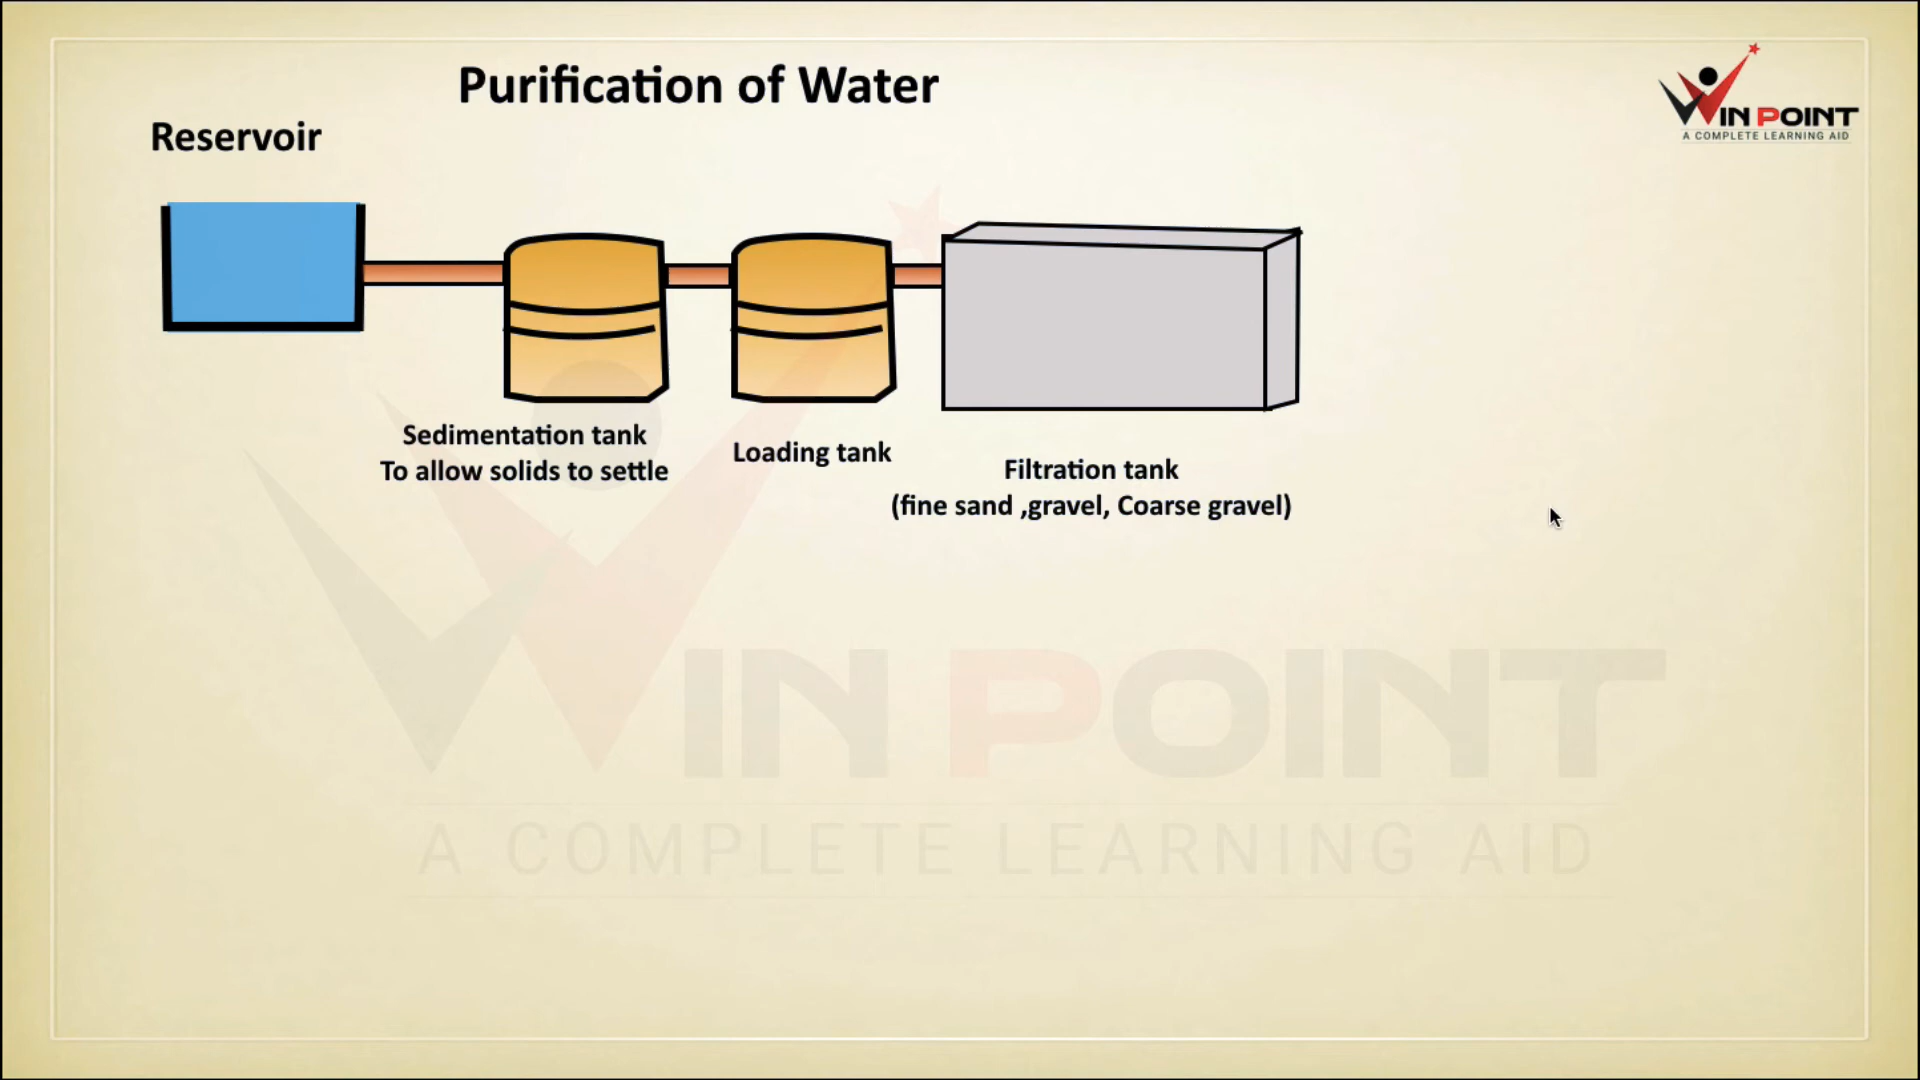 Purification of Water
WIN POINT
A COMPLETE LEARNING AID
Reservoir
Sedimentation tank
To allow solids to settle
Loading tank
Filtration tank
(fine sand ,gravel, Coarse gravel)
WIN POINT
A COMPLETE LEARNING AID